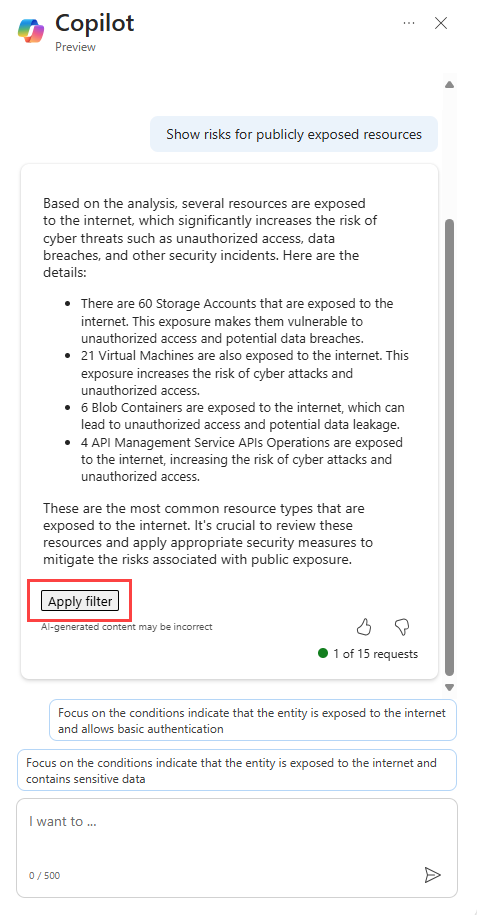 Copilot
Preview
Show risks for publicly exposed resources
Based on the analysis, several resources are exposed
to the internet, which significantly increases the risk of
cyber threats such as unauthorized access, data
breaches, and other security incidents. Here are the
details:
• There are 60 Storage Accounts that are exposed to the
internet. This exposure makes them vulnerable to
unauthorized access and potential data breaches.
• 21 Virtual Machines are also exposed to the internet. This
exposure increases the risk of cyber attacks and
unauthorized access.
• 6 Blob Containers are exposed to the internet, which can
lead to unauthorized access and potential data leakage.
• 4 API Management Service APIs Operations are exposed
to the internet, increasing the risk of cyber attacks and
unauthorized access.
These are the most common resource types that are
exposed to the internet. It's crucial to review these
resources and apply appropriate security measures to
mitigate the risks associated with public exposure.
Apply filter
AI-generated content may be incorrect
1 of 15 requests
Focus on the conditions indicate that the entity is exposed to the internet
and allows basic authentication
Focus on the conditions indicate that the entity is exposed to the internet and
contains sensitive data
I want to ...
0 / 500